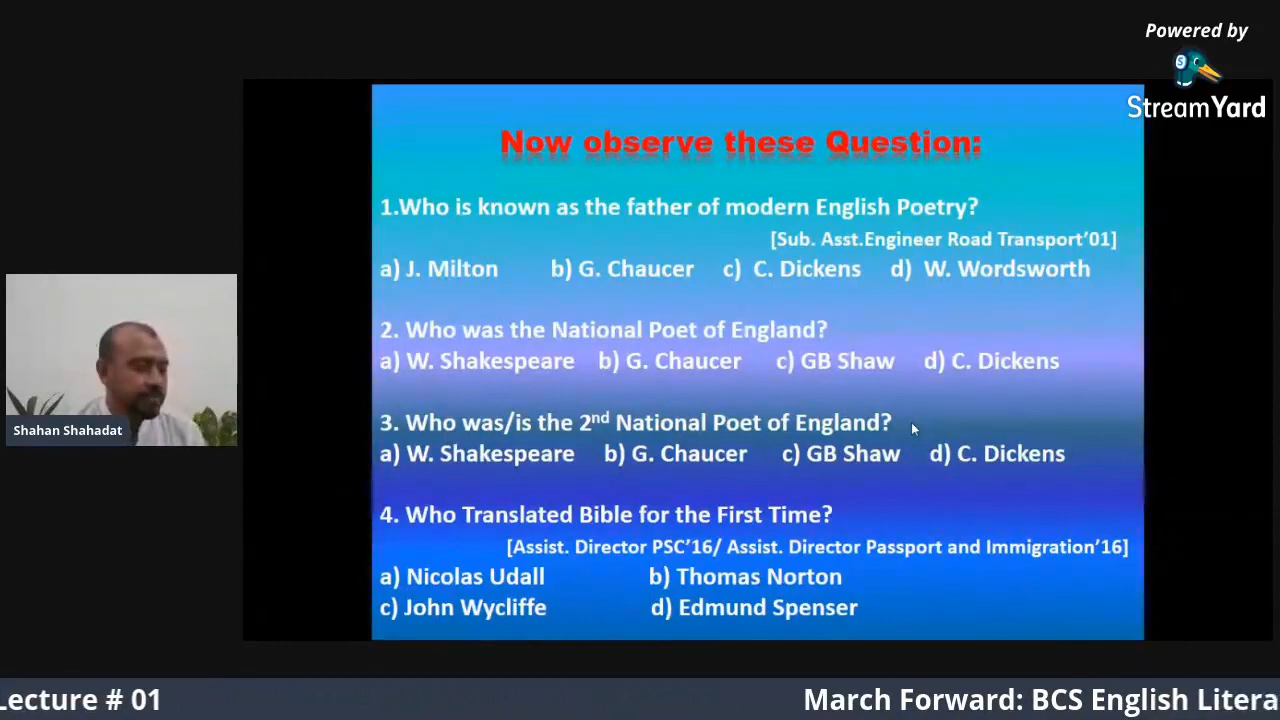 Powered by
StreamYard
Now observe these Question:
1.Who is known as the father of modern English Poetry?
[Sub. Asst.Engineer Road Transport’01]
a) J. Milton b) G. Chaucer c) C. Dickens d) W. Wordsworth
2. Who was the National Poet of England?
a) W. Shakespeare b) G. Chaucer c) GB Shaw d) C. Dickens
3. Who was/is the 2nd National Poet of England?
a) W. Shakespeare b) G. Chaucer c) GB Shaw d) C. Dickens
4. Who Translated Bible for the First Time?
[Assist. Director PSC’16/ Assist. Director Passport and Immigration’16]
a) Nicolas Udall b) Thomas Norton
c) John Wycliffe d) Edmund Spenser
Shahan Shahadat
Lecture # 01 March Forward: BCS English Litera